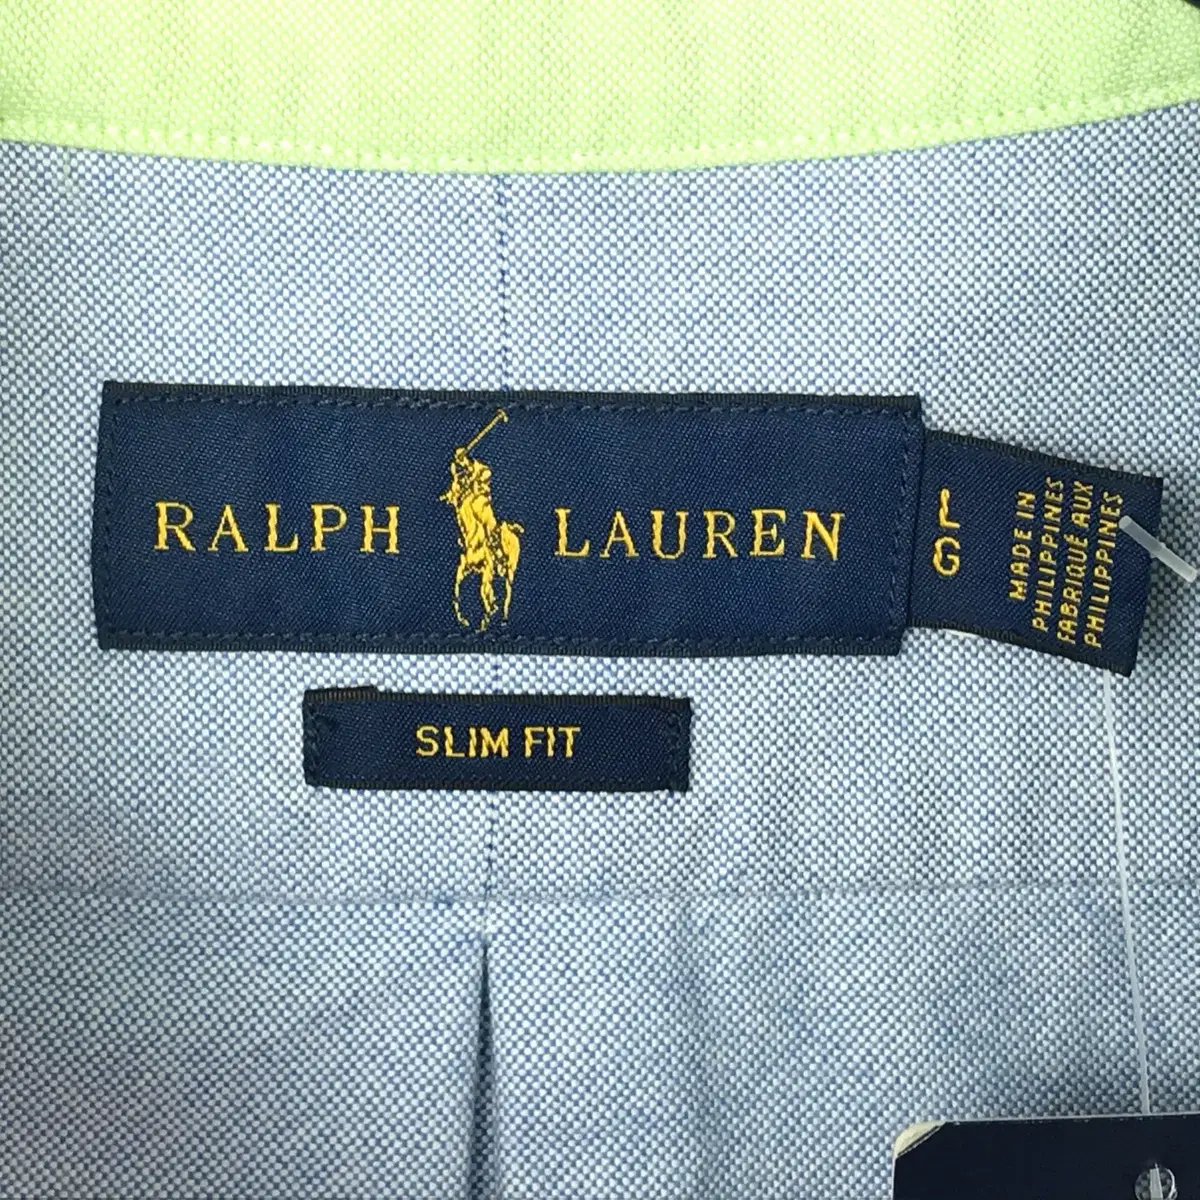 RALPH LAUREN
L
G
MADE IN
PHILIPPINES
FABRIQUÉ AUX
PHILIPPINES
SLIM FIT